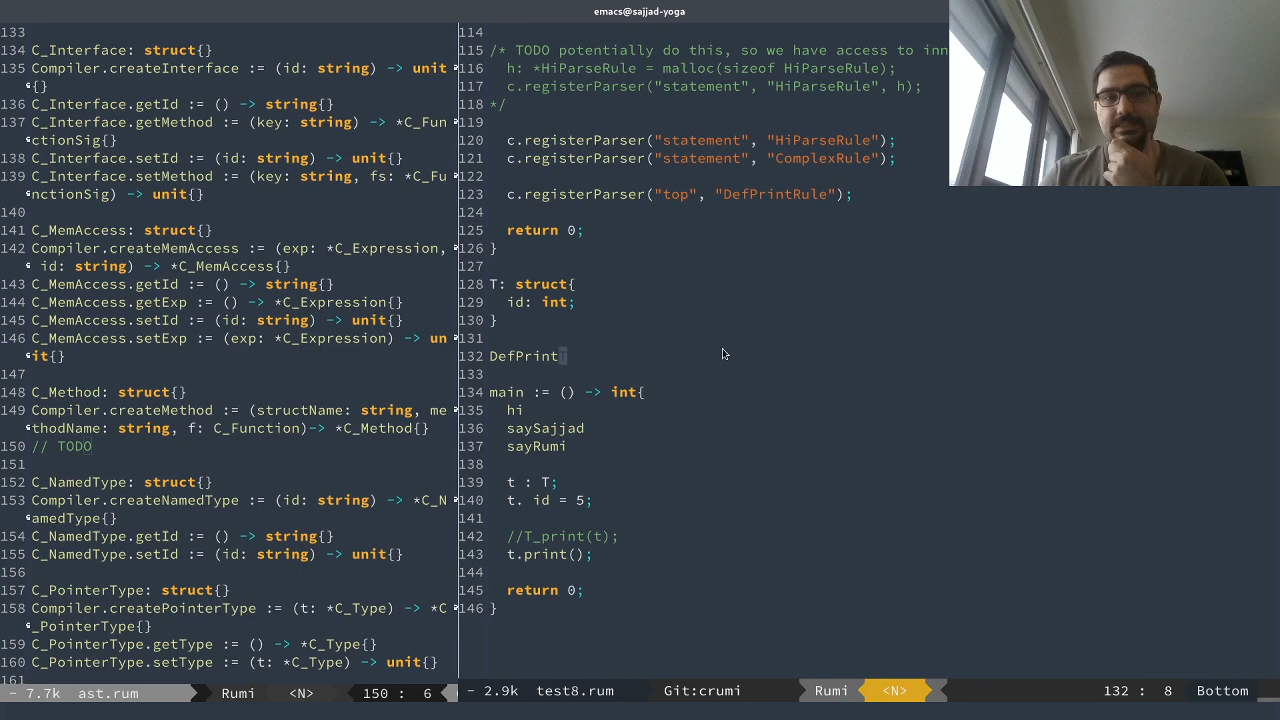 emacs@sajjad-yoga
133
134 C_Interface: struct{}
135 Compiler.createInterface := (id: string) -> unit
{}
136 C_Interface.getId := () -> string{}
137 C_Interface.getMethod := (key: string) -> *C_Fun
ctionSig{}
138 C_Interface.setId := (id: string) -> unit{}
139 C_Interface.setMethod := (key: string, fs: *C_Fu
nctionSig) -> unit{}
140
141 C_MemAccess: struct{}
142 Compiler.createMemAccess := (exp: *C_Expression,
id: string) -> *C_MemAccess{}
143 C_MemAccess.getId := () -> string{}
144 C_MemAccess.getExp := () -> *C_Expression{}
145 C_MemAccess.setId := (id: string) -> unit{}
146 C_MemAccess.setExp := (exp: *C_Expression) -> un
it{}
147
148 C_Method: struct{}
149 Compiler.createMethod := (structName: string, me
thodName: string, f: C_Function)-> *C_Method{}
150 // TODO
151
152 C_NamedType: struct{}
153 Compiler.createNamedType := (id: string) -> *C_N
amedType{}
154 C_NamedType.getId := () -> string{}
155 C_NamedType.setId := (id: string) -> unit{}
156
157 C_PointerType: struct{}
158 Compiler.createPointerType := (t: *C_Type) -> *C
_PointerType{}
159 C_PointerType.getType := () -> *C_Type{}
160 C_PointerType.setType := (t: *C_Type) -> unit{}
161
- 7.7k ast.rum Rumi <N> 150 : 6
114
115 /* TODO potentially do this, so we have access to inn
116 h: *HiParseRule = malloc(sizeof HiParseRule);
117 c.registerParser("statement", "HiParseRule", h);
118 */
119
120 c.registerParser("statement", "HiParseRule");
121 c.registerParser("statement", "ComplexRule");
122
123 c.registerParser("top", "DefPrintRule");
124
125 return 0;
126 }
127
128 T: struct{
129 id: int;
130 }
131
132 DefPrintT
133
134 main := () -> int{
135 hi
136 saySajjad
137 sayRumi
138
139 t : T;
140 t. id = 5;
141
142 //T_print(t);
143 t.print();
144
145 return 0;
146 }
- 2.9k test8.rum Git:crumi Rumi <N> 132 : 8 Bottom